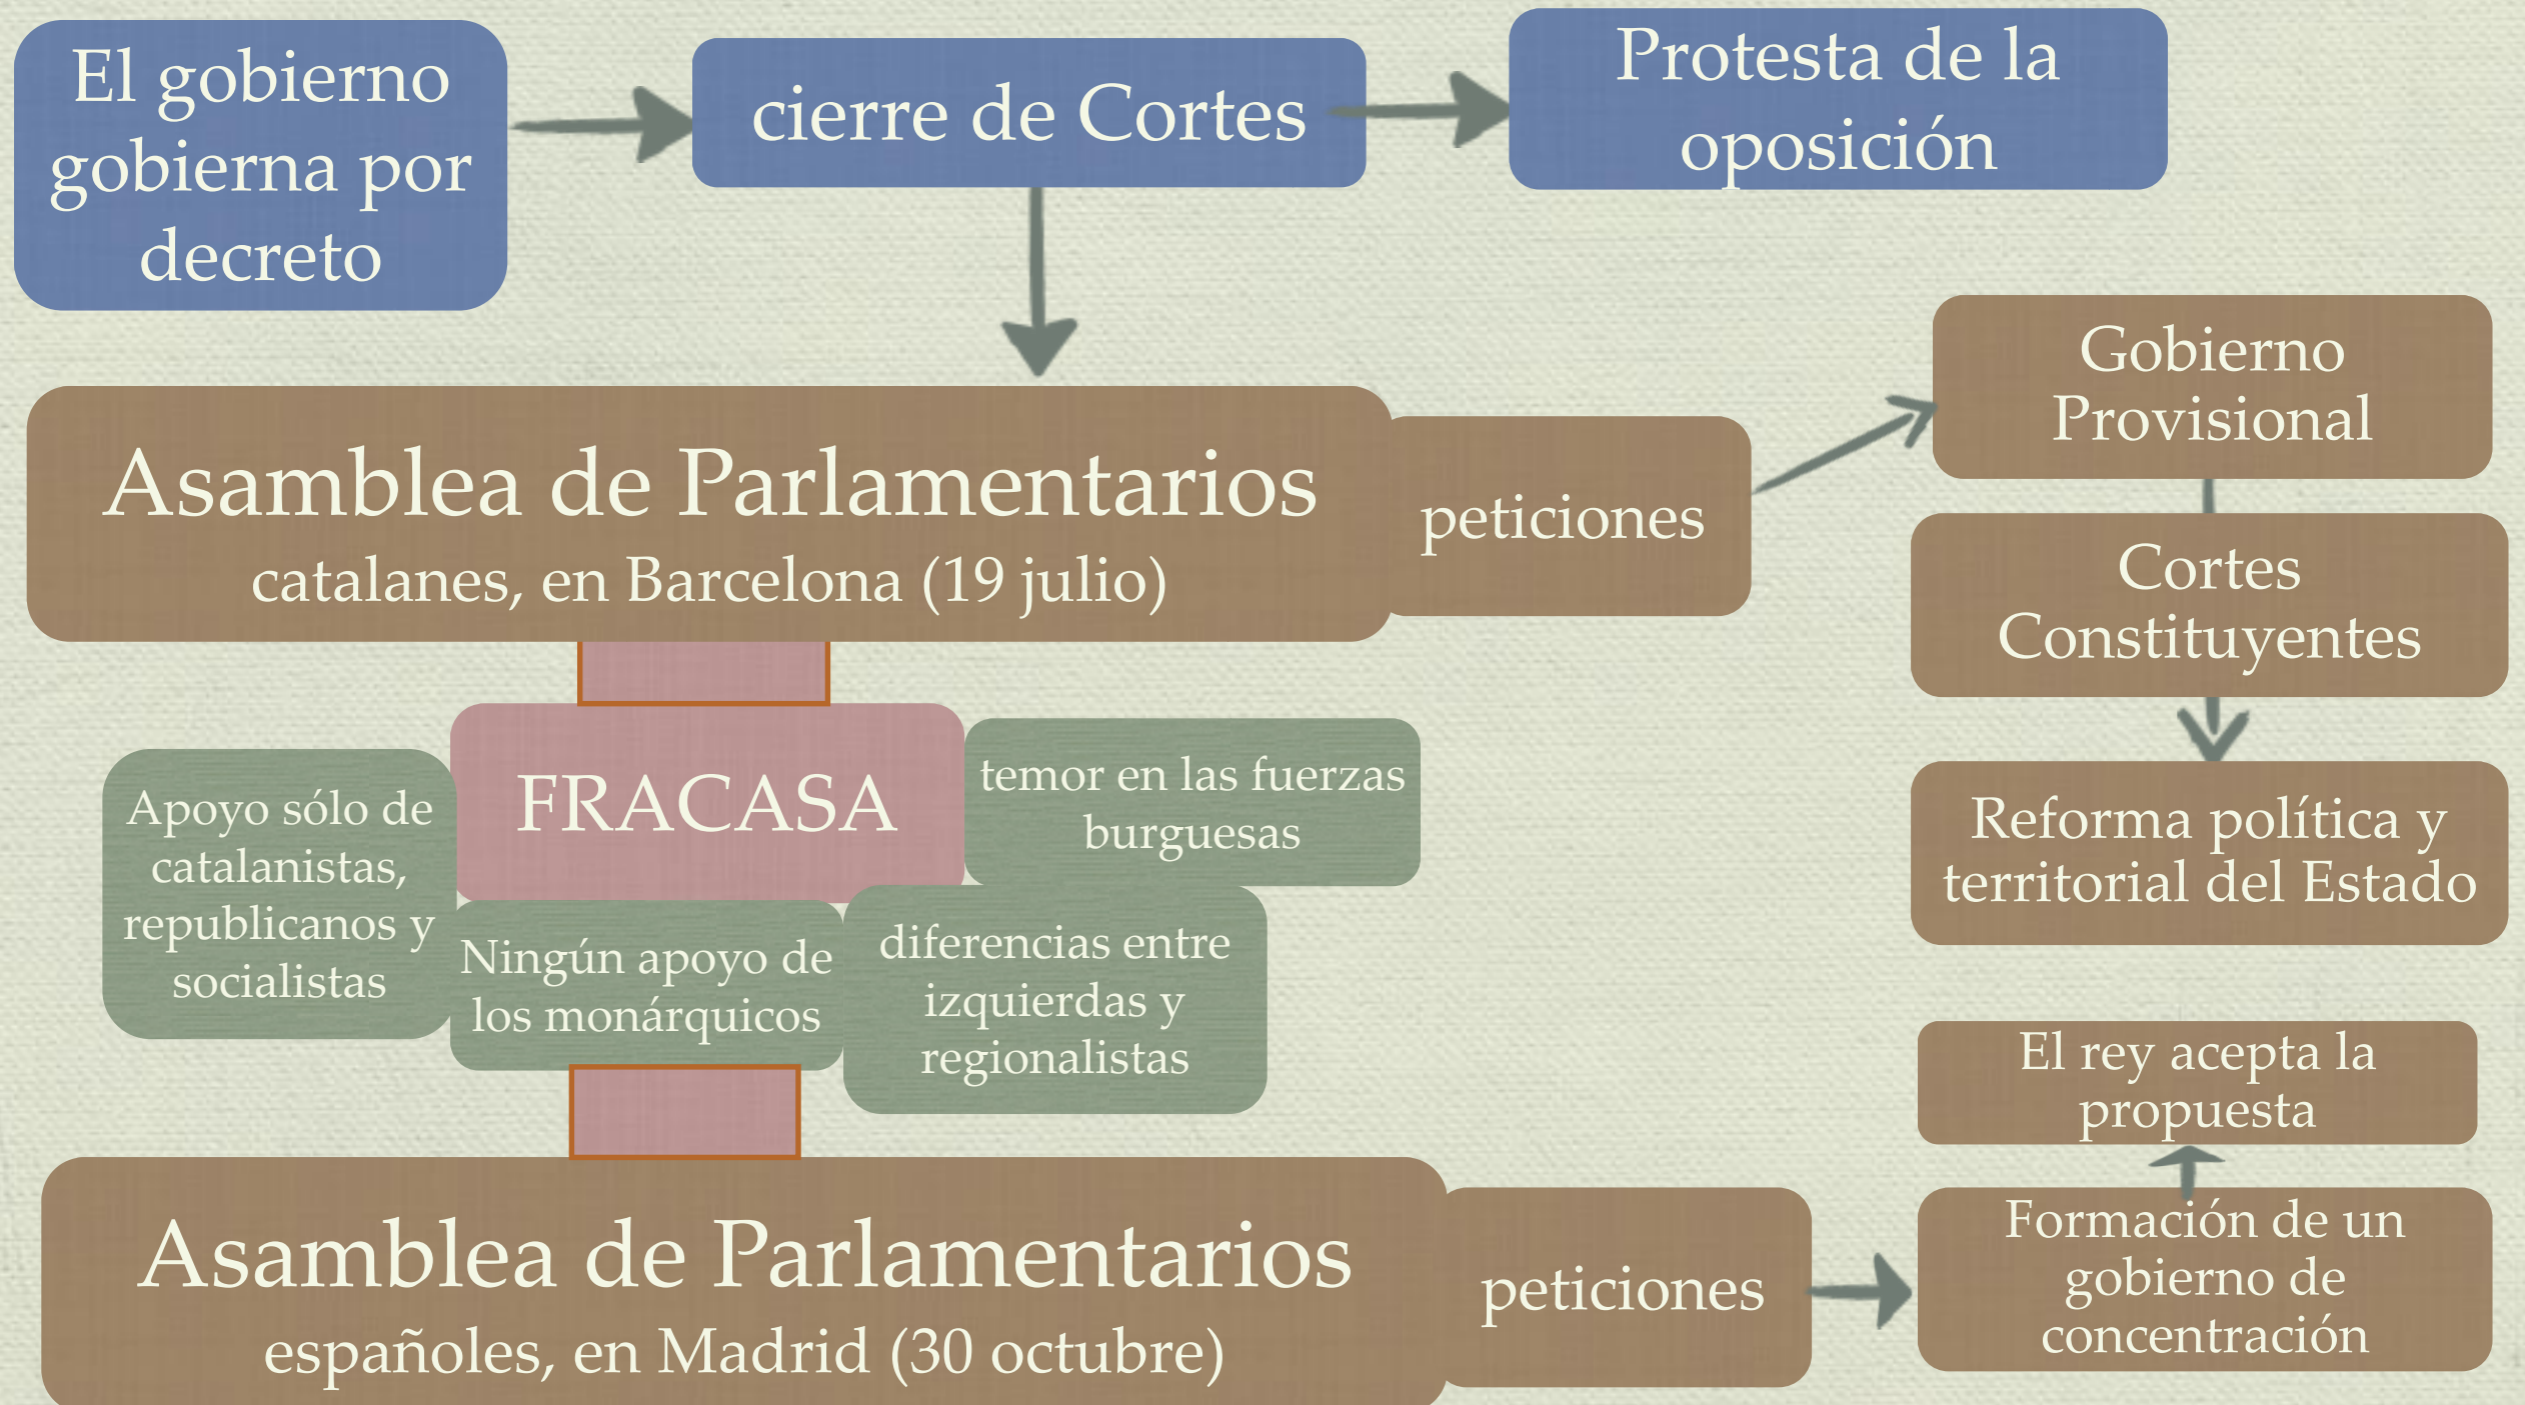 El gobierno
gobierna por
decreto
cierre de Cortes
Protesta de la
oposición
Asamblea de Parlamentarios
catalanes, en Barcelona (19 julio)
peticiones
Gobierno
Provisional
Cortes
Constituyentes
Reforma política y
territorial del Estado
FRACASA
Apoyo sólo de
catalanistas,
republicanos y
socialistas
Ningún apoyo de
los monárquicos
temor en las fuerzas
burguesas
diferencias entre
izquierdas y
regionalistas
Asamblea de Parlamentarios
españoles, en Madrid (30 octubre)
peticiones
Formación de un
gobierno de
concentración
El rey acepta la
propuesta